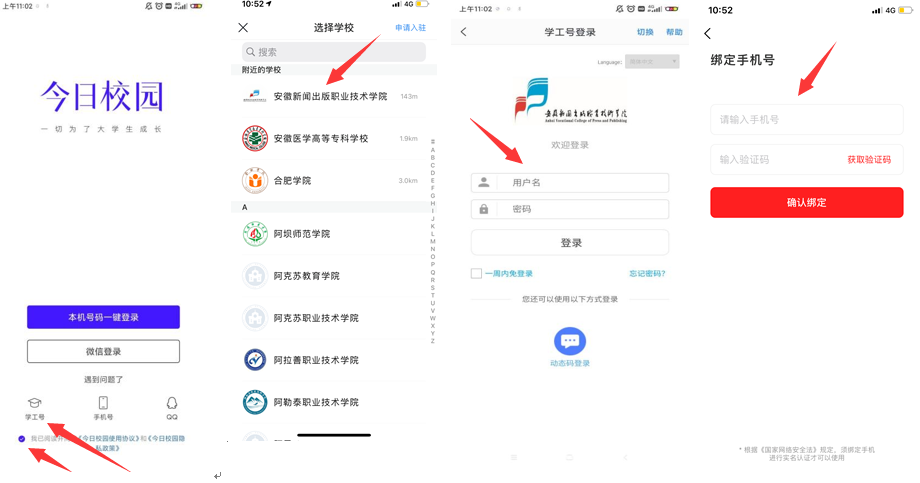 上午11:02
今日校园
一切为了大学生成长
本机号码一键登录
微信登录
遇到问题了
学工号
手机号
QQ
《今日校园使用协议》和《今日校园隐
私政策》
10:52
4G
选择学校
申请入驻
搜索
附近的学校
安徽新闻出版职业技术学院
143m
安徽医学高等专科学校
1.9km
合肥学院
3.0km
A
阿坝师范学院
阿克苏教育学院
阿克苏职业技术学院
阿拉善职业技术学院
阿勒泰职业技术学院
A
B
C
D
E
F
G
H
I
J
K
L
M
N
O
P
Q
R
S
T
U
V
W
X
Y
Z
上午11:02
学工号登录
切换
帮助
Language:
安徽新闻出版职业技术学院
Anhui Vocational College of Press and Publishing
欢迎登录
用户名
密码
登录
一周内免登录
忘记密码?
您还可以使用以下方式登录
动态码登录
10:52
4G
绑定手机号
请输入手机号
输入验证码
获取验证码
确认绑定
* 根据《国家网络安全法》规定，须绑定手机
进行实名认证才可以使用